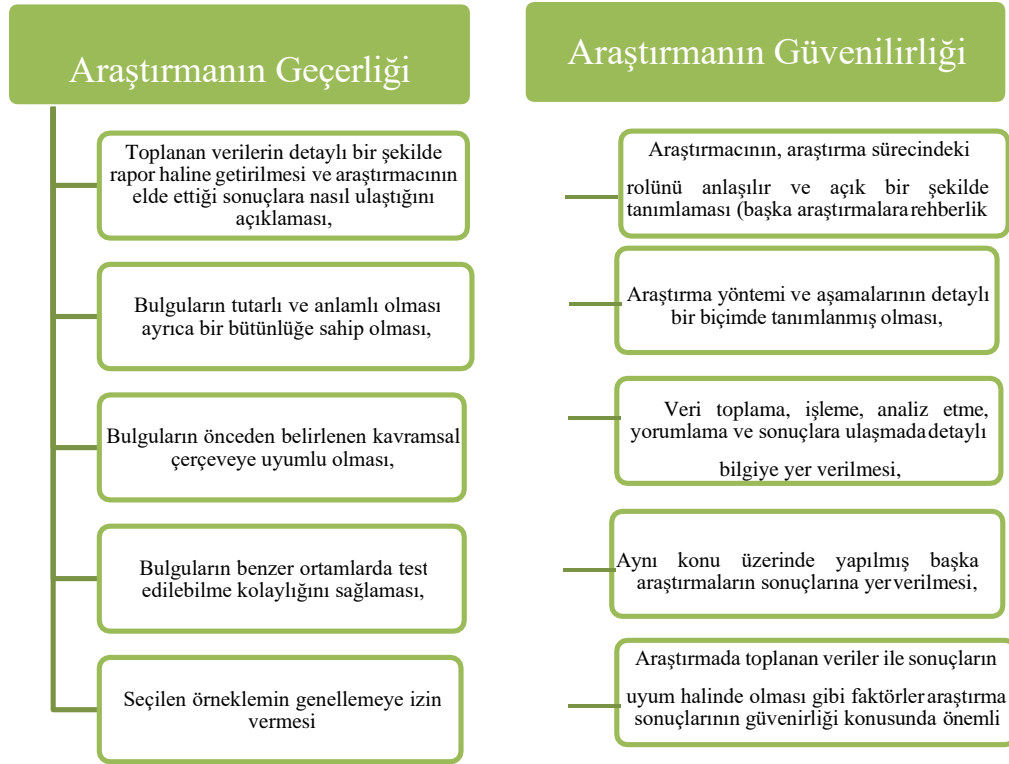 Araştırmanın Geçerliği
Toplanan verilerin detaylı bir şekilde
rapor haline getirilmesi ve araştırmacının
elde ettiği sonuçlara nasıl ulaştığını
açıklaması,
Bulguların tutarlı ve anlamlı olması
ayrıca bir bütünlüğe sahip olması,
Bulguların önceden belirlenen kavramsal
çerçeveye uyumlu olması,
Bulguların benzer ortamlarda test
edilebilme kolaylığını sağlaması,
Seçilen örneklemin genellemeye izin
vermesi
Araştırmanın Güvenilirliği
Araştırmacının, araştırma sürecindeki
rolünü anlaşılır ve açık bir şekilde
tanımlaması (başka araştırmalara rehberlik
Araştırma yöntemi ve aşamalarının detaylı
bir biçimde tanımlanmış olması,
Veri toplama, işleme, analiz etme,
yorumlama ve sonuçlara ulaşmada detaylı
bilgiye yer verilmesi,
Aynı konu üzerinde yapılmış başka
araştırmaların sonuçlarına yer verilmesi,
Araştırmada toplanan veriler ile sonuçların
uyum halinde olması gibi faktörler araştırma
sonuçlarının güvenirliği konusunda önemli